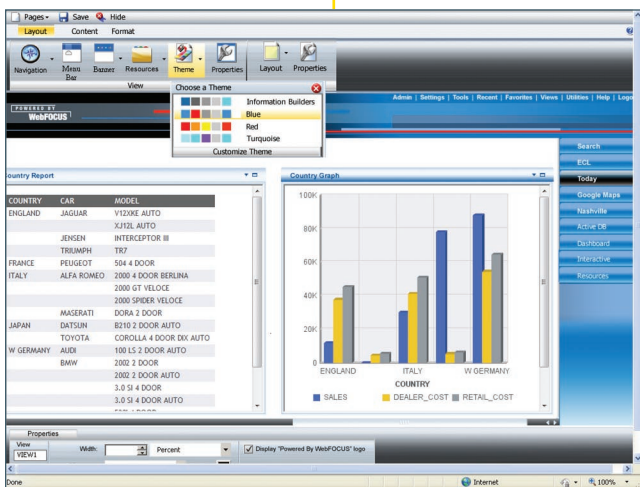 Pages Save Hide
Layout Content Format
Navigation Menu Bar Banner Resources Theme Properties Layout Properties
View
Choose a Theme
Information Builders
Blue
Red
Turquoise
Customize Theme
POWERED BY
WebFOCUS
Admin | Settings | Tools | Recent | Favorites | Views | Utilities | Help | Logo
Search
ECL
Today
Google Maps
Nashville
Active DB
Dashboard
Interactive
Resources
Country Report
COUNTRY CAR MODEL
ENGLAND JAGUAR V12XKE AUTO
XJ12L AUTO
JENSEN INTERCEPTOR III
TRIUMPH TR7
FRANCE PEUGEOT 504 4 DOOR
ITALY ALFA ROMEO 2000 4 DOOR BERLINA
2000 GT VELOCE
2000 SPIDER VELOCE
MASERATI DORA 2 DOOR
JAPAN DATSUN B210 2 DOOR AUTO
TOYOTA COROLLA 4 DOOR DIX AUTO
W GERMANY AUDI 100 LS 2 DOOR AUTO
BMW 2002 2 DOOR
2002 2 DOOR AUTO
3.0 SI 4 DOOR
3.0 SI 4 DOOR AUTO
Country Graph
100K
80K
60K
40K
20K
0
ENGLAND ITALY W GERMANY
COUNTRY
SALES DEALER_COST RETAIL_COST
Properties
View
VIEW1
Width: Percent
Display "Powered By WebFOCUS" logo
Done Internet 100%